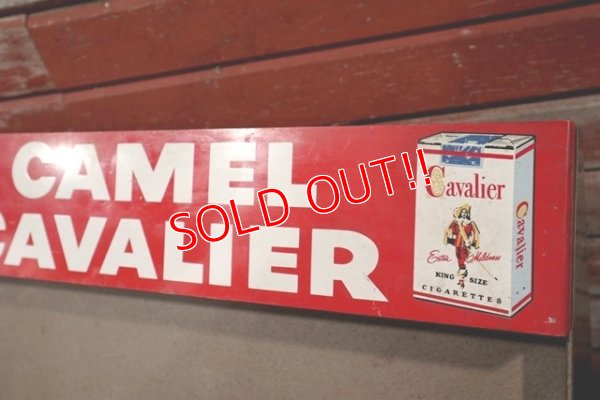 CAMEL
CAVALIER
SOLD OUT!!
Cavalier
Extra Mildness
KING SIZE
CIGARETTES
Cavalier